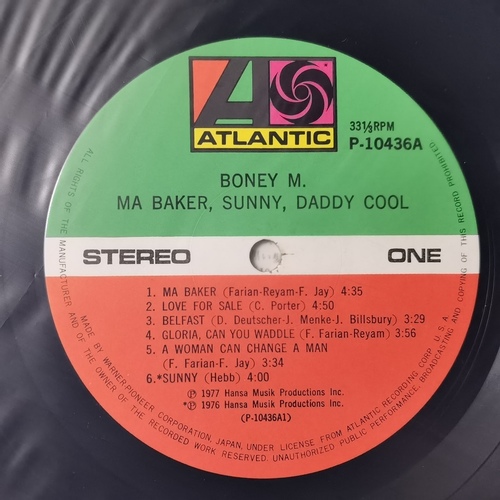 ATLANTIC
33⅓RPM
P-10436A
BONEY M.
MA BAKER, SUNNY, DADDY COOL
STEREO
ONE
1. MA BAKER (Farian-Reyam-F. Jay) 4:35
2. LOVE FOR SALE (C. Porter) 4:50
3. BELFAST (D. Deutscher-J. Menke-J. Billsbury) 3:29
4. GLORIA, CAN YOU WADDLE (F. Farian-Reyam) 3:56
5. A WOMAN CAN CHANGE A MAN
(F. Farian-F. Jay) 3:34
6.*SUNNY (Hebb) 4:00
℗ 1977 Hansa Musik Productions Inc.
*℗ 1976 Hansa Musik Productions Inc.
(P-10436A1)
ALL RIGHTS OF THE MANUFACTURER AND OF THE OWNER OF THE RECORDED WORK RESERVED. UNAUTHORIZED PUBLIC PERFORMANCE, BROADCASTING AND COPYING OF THIS RECORD PROHIBITED.
MADE BY WARNER-PIONEER CORPORATION, JAPAN, UNDER LICENSE FROM ATLANTIC RECORDING CORP. U.S.A.